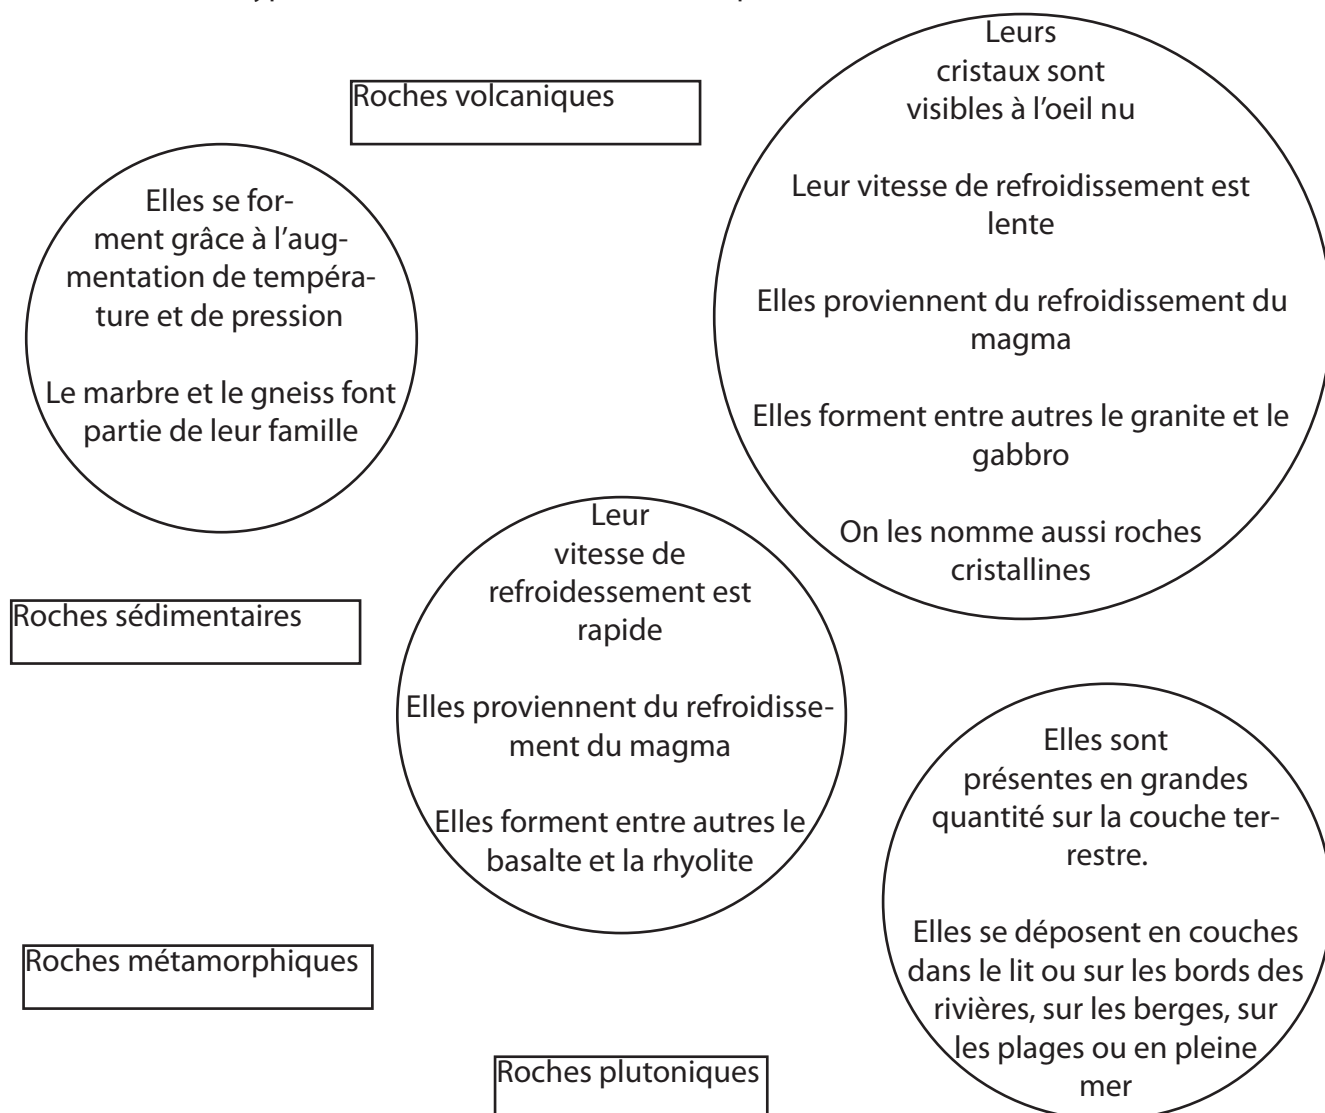 Leurs
cristaux sont
visibles à l'oeil nu
Leur vitesse de refroidissement est
lente
Elles proviennent du refroidissement du
magma
Elles forment entre autres le granite et le
gabbro
On les nomme aussi roches
cristallines
Roches volcaniques
Elles se for-
ment grâce à l'aug-
mentation de tempéra-
ture et de pression
Le marbre et le gneiss font
partie de leur famille
Leur
vitesse de
refroidessement est
rapide
Elles proviennent du refroidisse-
ment du magma
Elles forment entre autres le
basalte et la rhyolite
Roches sédimentaires
Elles sont
présentes en grandes
quantité sur la couche ter-
restre.
Elles se déposent en couches
dans le lit ou sur les bords des
rivières, sur les berges, sur
les plages ou en pleine
mer
Roches métamorphiques
Roches plutoniques